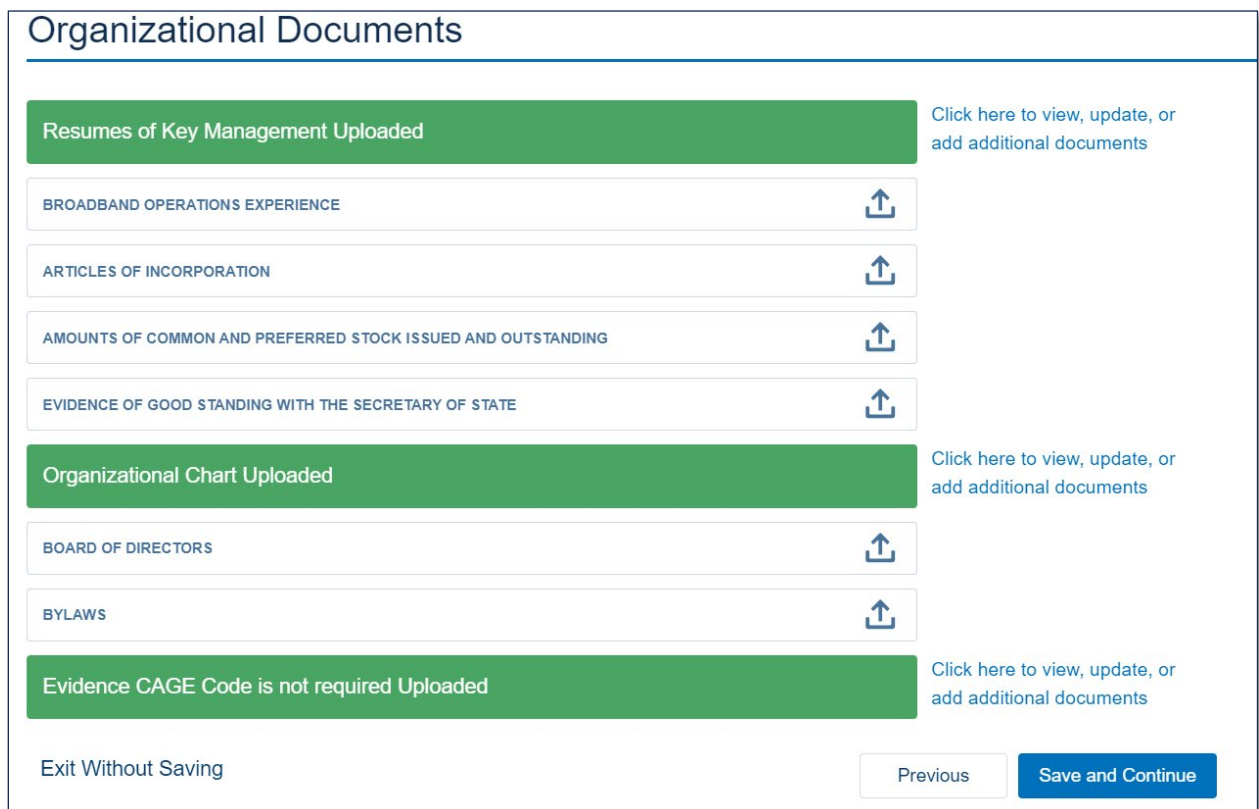 Organizational Documents
Resumes of Key Management Uploaded
Click here to view, update, or
add additional documents
BROADBAND OPERATIONS EXPERIENCE
ARTICLES OF INCORPORATION
AMOUNTS OF COMMON AND PREFERRED STOCK ISSUED AND OUTSTANDING
EVIDENCE OF GOOD STANDING WITH THE SECRETARY OF STATE
Organizational Chart Uploaded
Click here to view, update, or
add additional documents
BOARD OF DIRECTORS
BYLAWS
Evidence CAGE Code is not required Uploaded
Click here to view, update, or
add additional documents
Exit Without Saving
Previous
Save and Continue